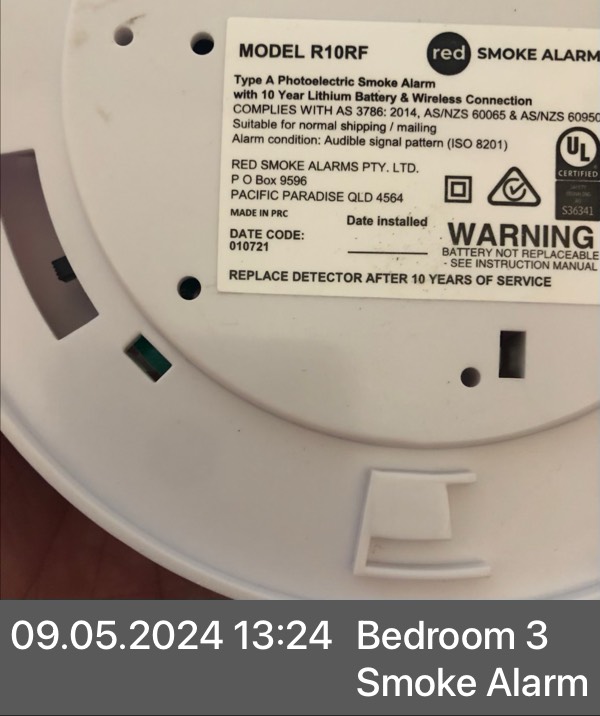 MODEL R10RF
red SMOKE ALARM
Type A Photoelectric Smoke Alarm
with 10 Year Lithium Battery & Wireless Connection
COMPLIES WITH AS 3786: 2014, AS/NZS 60065 & AS/NZS 60950
Suitable for normal shipping / mailing
Alarm condition: Audible signal pattern (ISO 8201)
RED SMOKE ALARMS PTY. LTD.
P O Box 9596
PACIFIC PARADISE QLD 4564
MADE IN PRC
DATE CODE:
010721
Date installed
UL
CERTIFIED
S36341
WARNING
BATTERY NOT REPLACEABLE
- SEE INSTRUCTION MANUAL
REPLACE DETECTOR AFTER 10 YEARS OF SERVICE
09.05.2024 13:24
Bedroom 3
Smoke Alarm